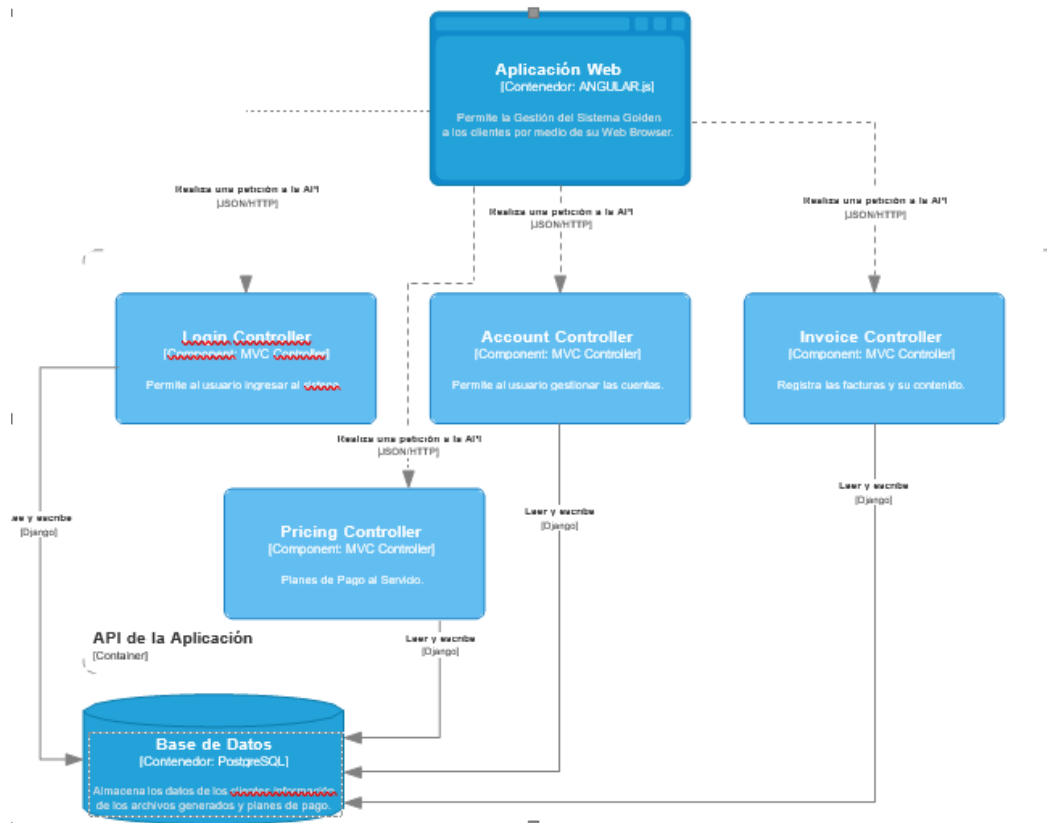 Aplicación Web
[Contenedor: ANGULAR.js]
Permite la Gestión del Sistema Golden
a los clientes por medio de su Web Browser.
Realiza una petición a la API
[JSON/HTTP]
Realiza una petición a la API
[JSON/HTTP]
Realiza una petición a la API
[JSON/HTTP]
Login Controller
[Component: MVC Controller]
Permite al usuario ingresar al sistema.
Account Controller
[Component: MVC Controller]
Permite al usuario gestionar las cuentas.
Invoice Controller
[Component: MVC Controller]
Registra las facturas y su contenido.
Realiza una petición a la API
[JSON/HTTP]
Pricing Controller
[Component: MVC Controller]
Planes de Pago al Servicio.
y escribe
[Django]
Leer y escribe
[Django]
Leer y escribe
[Django]
Leer y escribe
[Django]
API de la Aplicación
[Container]
Base de Datos
[Contenedor: PostgreSQL]
Almacena los datos de los clientes información
de los archivos generados y planes de pago.